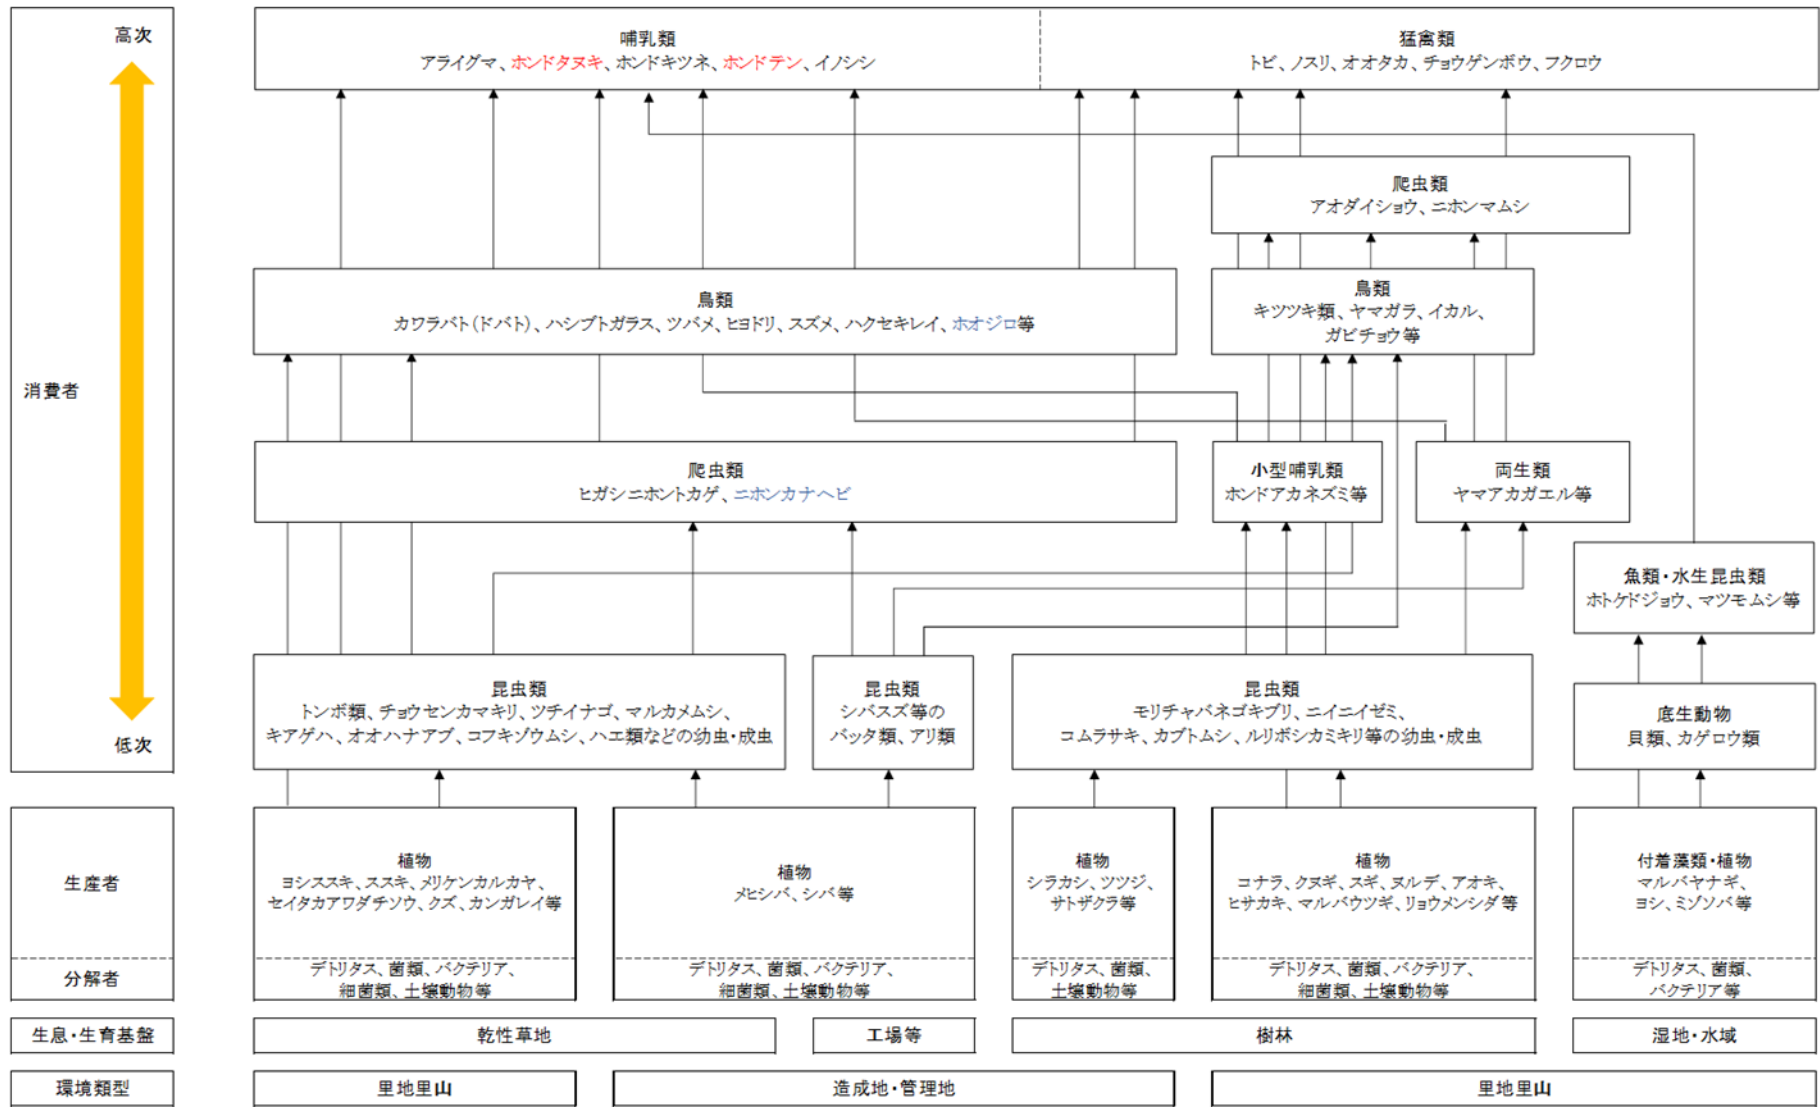 高次
消費者
低次
哺乳類
アライグマ、ホンドタヌキ、ホンドキツネ、ホンドテン、イノシシ
猛禽類
トビ、ノスリ、オオタカ、チョウゲンボウ、フクロウ
爬虫類
アオダイショウ、ニホンマムシ
鳥類
カワラバト(ドバト)、ハシブトガラス、ツバメ、ヒヨドリ、スズメ、ハクセキレイ、ホオジロ等
鳥類
キツツキ類、ヤマガラ、イカル、
ガビチョウ等
爬虫類
ヒガシニホントカゲ、ニホンカナヘビ
小型哺乳類
ホンドアカネズミ等
両生類
ヤマアカガエル等
魚類・水生昆虫類
ホトケドジョウ、マツモムシ等
昆虫類
トンボ類、チョウセンカマキリ、ツチイナゴ、マルカメムシ、
キアゲハ、オオハナアブ、コフキゾウムシ、ハエ類などの幼虫・成虫
昆虫類
シバスズ等の
バッタ類、アリ類
昆虫類
モリチャバネゴキブリ、ニイニイゼミ、
コムラサキ、カブトムシ、ルリボシカミキリ等の幼虫・成虫
底生動物
貝類、カゲロウ類
生産者
植物
ヨシススキ、ススキ、メリケンカルカヤ、
セイタカアワダチソウ、クズ、カンガレイ等
植物
メヒシバ、シバ等
植物
シラカシ、ツツジ、
サトザクラ等
植物
コナラ、クヌギ、スギ、ヌルデ、アオキ、
ヒサカキ、マルバウツギ、リョウメンシダ等
付着藻類・植物
マルバヤナギ、
ヨシ、ミゾソバ等
分解者
デトリタス、菌類、バクテリア、
細菌類、土壌動物等
デトリタス、菌類、バクテリア、
細菌類、土壌動物等
デトリタス、菌類、
土壌動物等
デトリタス、菌類、バクテリア、
細菌類、土壌動物等
デトリタス、菌類、
バクテリア等
生息・生育基盤
乾性草地
工場等
樹林
湿地・水域
環境類型
里地里山
造成地・管理地
里地里山